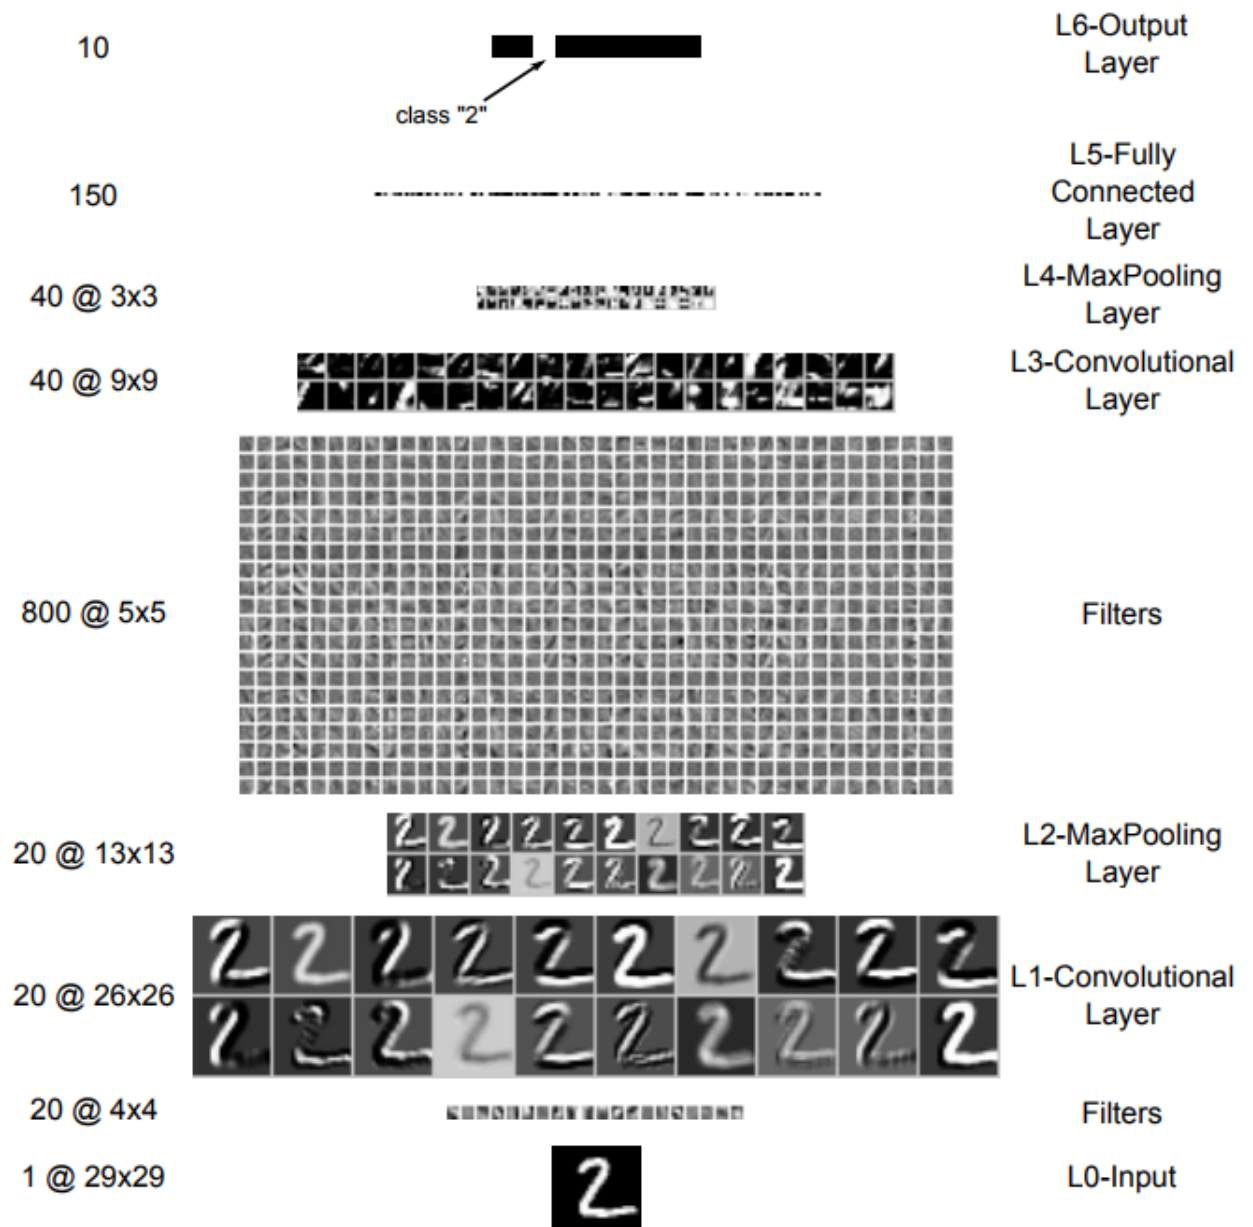 10
L6-Output
Layer
class "2"
150
L5-Fully
Connected
Layer
40 @ 3x3
L4-MaxPooling
Layer
40 @ 9x9
L3-Convolutional
Layer
800 @ 5x5
Filters
20 @ 13x13
L2-MaxPooling
Layer
20 @ 26x26
L1-Convolutional
Layer
20 @ 4x4
Filters
1 @ 29x29
2
L0-Input